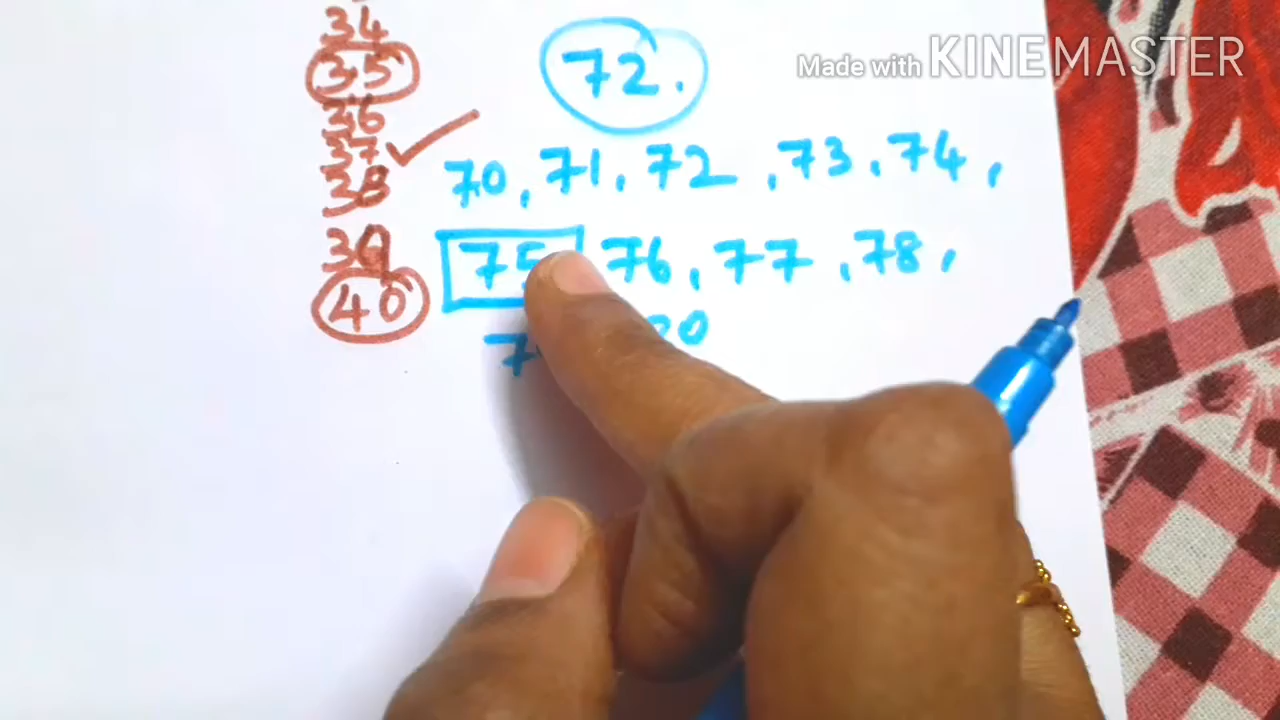 Made with KINEMASTER
34
35
36
37
38
39
40
72.
70, 71, 72, 73, 74,
75 76, 77, 78,